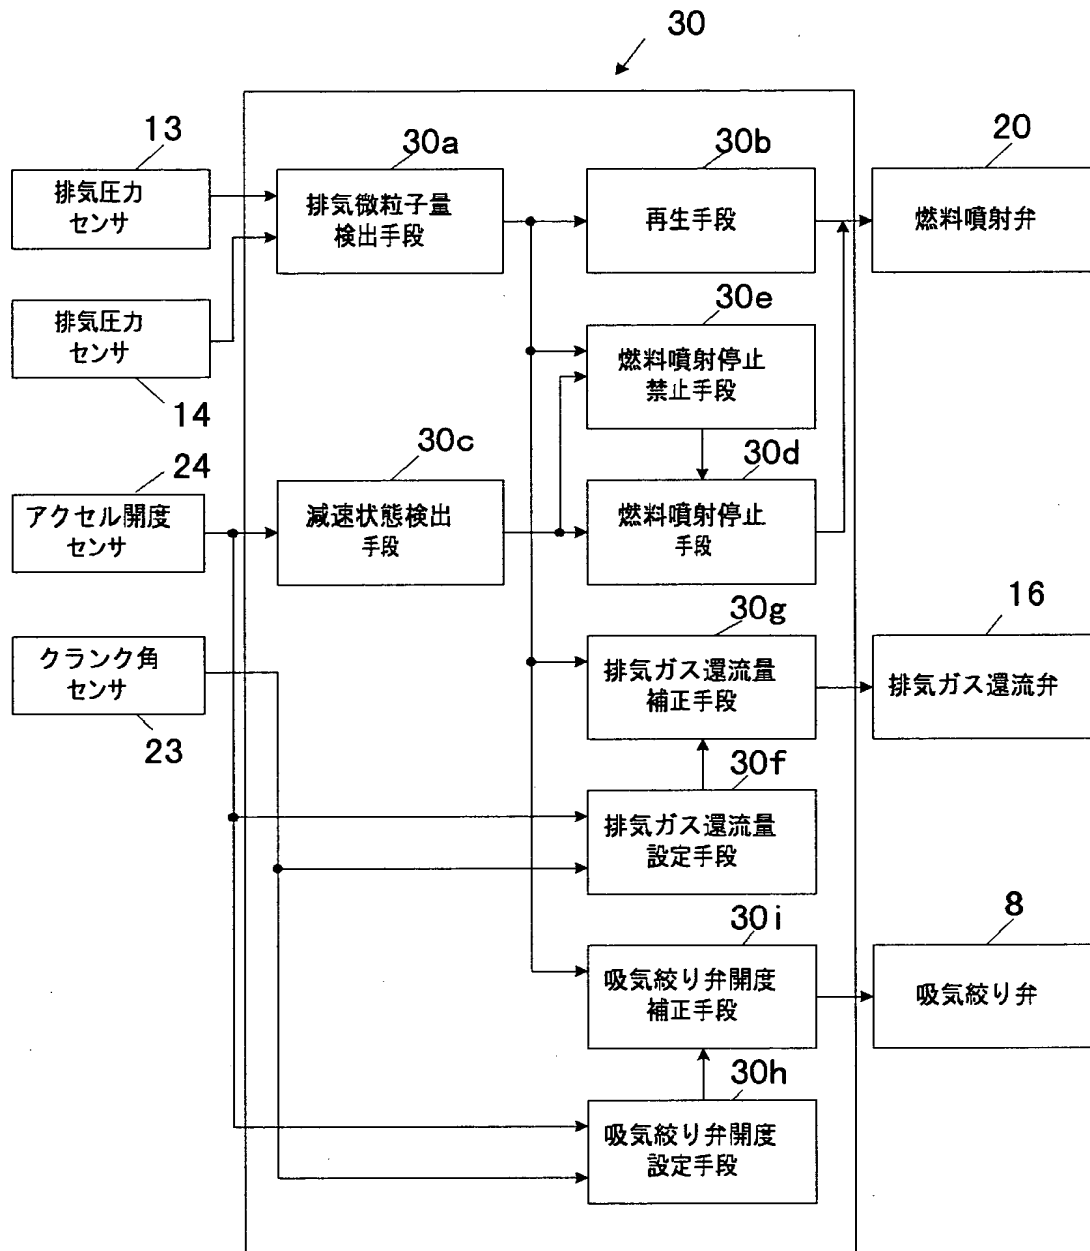 30
13
30a
30b
20
排気圧力
センサ
排気微粒子量
検出手段
再生手段
燃料噴射弁
30e
排気圧力
センサ
燃料噴射停止
禁止手段
14
30c
30d
24
アクセル開度
センサ
減速状態検出
手段
燃料噴射停止
手段
30g
16
クランク角
センサ
排気ガス還流量
補正手段
排気ガス還流弁
23
30f
排気ガス還流量
設定手段
30i
8
吸気絞り弁開度
補正手段
吸気絞り弁
30h
吸気絞り弁開度
設定手段